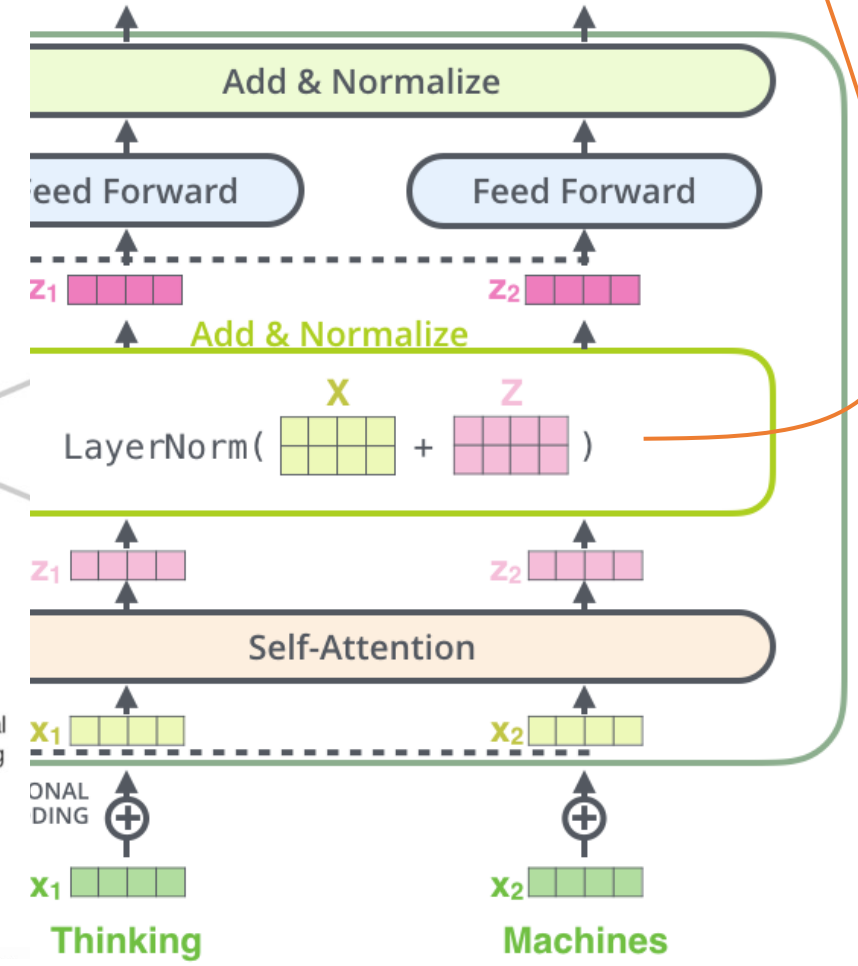 Add & Normalize
eed Forward
Feed Forward
z1
z2
Add & Normalize
X
Z
LayerNorm( + )
z1
z2
Self-Attention
x1
x2
l
g
ONAL
DING
x1
x2
Thinking
Machines